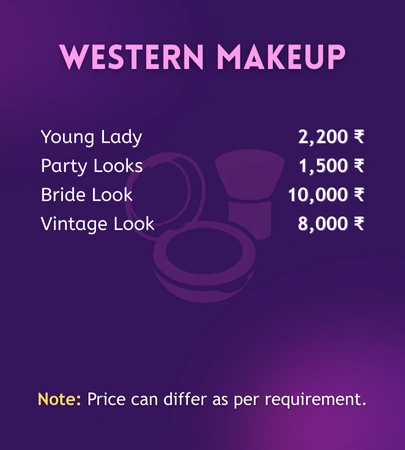 WESTERN MAKEUP
Young Lady 2,200 ₹
Party Looks 1,500 ₹
Bride Look 10,000 ₹
Vintage Look 8,000 ₹
Note: Price can differ as per requirement.